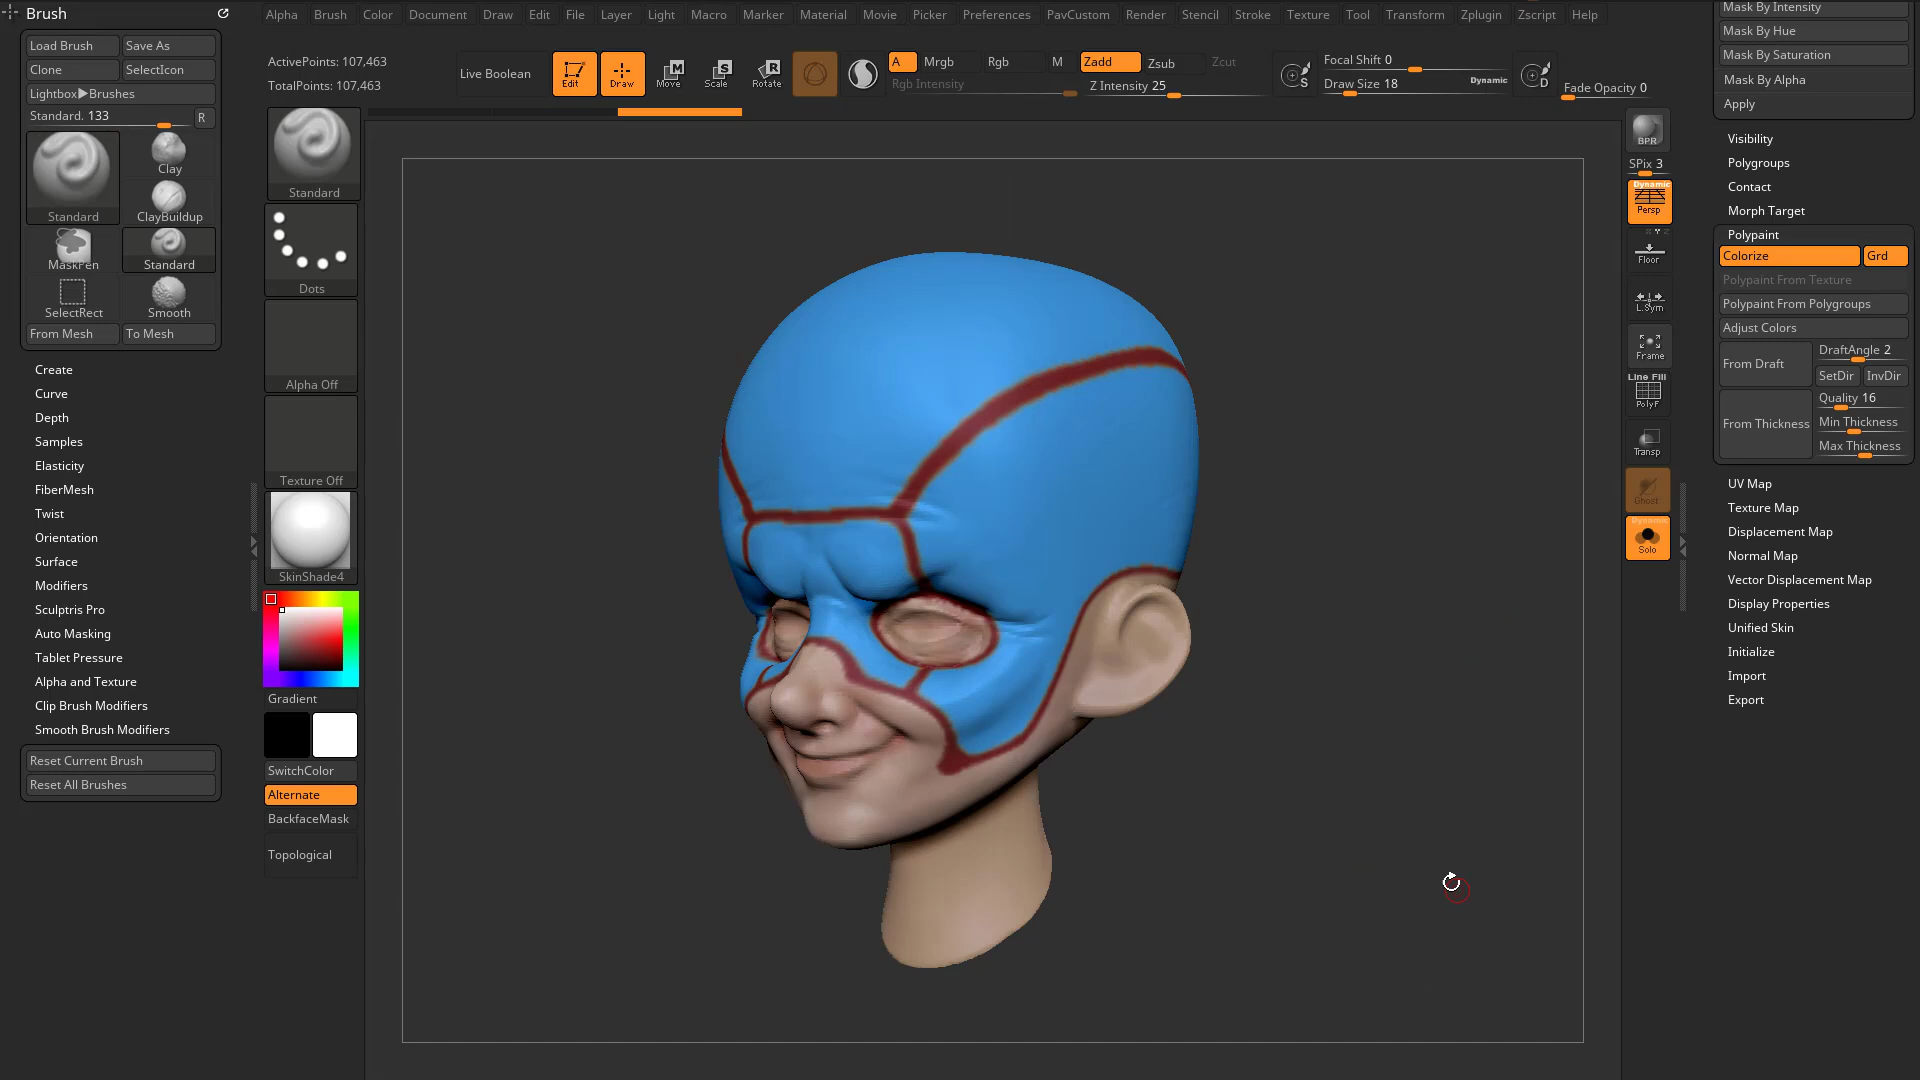 Brush
Alpha Brush Color Document Draw Edit File Layer Light Macro Marker Material Movie Picker Preferences PavCustom Render Stencil Stroke Texture Tool Transform Zplugin Zscript Help
Load Brush Save As
Clone SelectIcon
Lightbox▶Brushes
Standard. 133 R
Standard
Clay
ClayBuildup
MaskPen
Standard
SelectRect
Smooth
From Mesh To Mesh
Create
Curve
Depth
Samples
Elasticity
FiberMesh
Twist
Orientation
Surface
Modifiers
Sculptris Pro
Auto Masking
Tablet Pressure
Alpha and Texture
Clip Brush Modifiers
Smooth Brush Modifiers
Reset Current Brush
Reset All Brushes
ActivePoints: 107,463
TotalPoints: 107,463
Live Boolean
Edit
Draw
Move
Scale
Rotate
A Mrgb Rgb M
Rgb Intensity
Zadd Zsub Zcut
Z Intensity 25
S
Focal Shift 0
Draw Size 18 Dynamic
D
Fade Opacity 0
Standard
Dots
Alpha Off
Texture Off
SkinShade4
Gradient
SwitchColor
Alternate
BackfaceMask
Topological
BPR
SPix 3
Dynamic
Persp
Floor
L.Sym
Frame
Line Fill
PolyF
Transp
Ghost
Dynamic
Solo
Mask By Intensity
Mask By Hue
Mask By Saturation
Mask By Alpha
Apply
Visibility
Polygroups
Contact
Morph Target
Polypaint
Colorize Grd
Polypaint From Texture
Polypaint From Polygroups
Adjust Colors
From Draft
DraftAngle 2
SetDir InvDir
From Thickness
Quality 16
Min Thickness
Max Thickness
UV Map
Texture Map
Displacement Map
Normal Map
Vector Displacement Map
Display Properties
Unified Skin
Initialize
Import
Export